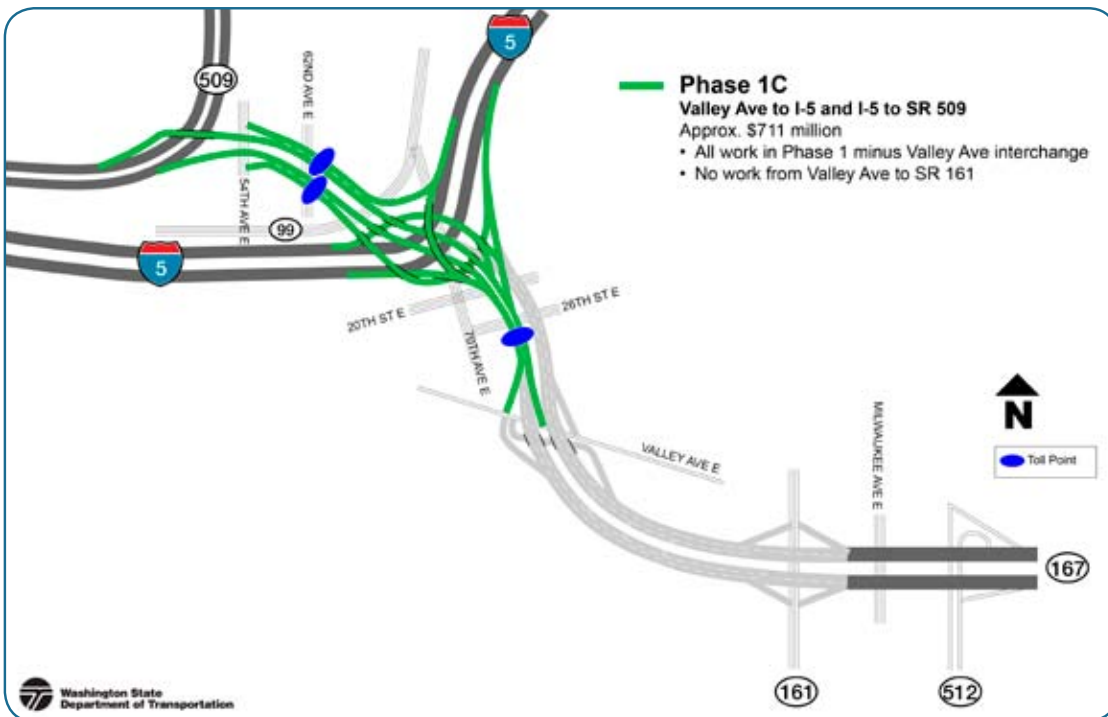 5
509
62ND AVE E
Phase 1C
Valley Ave to I-5 and I-5 to SR 509
Approx. $711 million
• All work in Phase 1 minus Valley Ave interchange
• No work from Valley Ave to SR 161
54TH AVE E
99
5
20TH ST E
26TH ST E
70TH AVE E
N
Toll Point
VALLEY AVE E
MILWAUKEE AVE E
167
161
512
Washington State
Department of Transportation